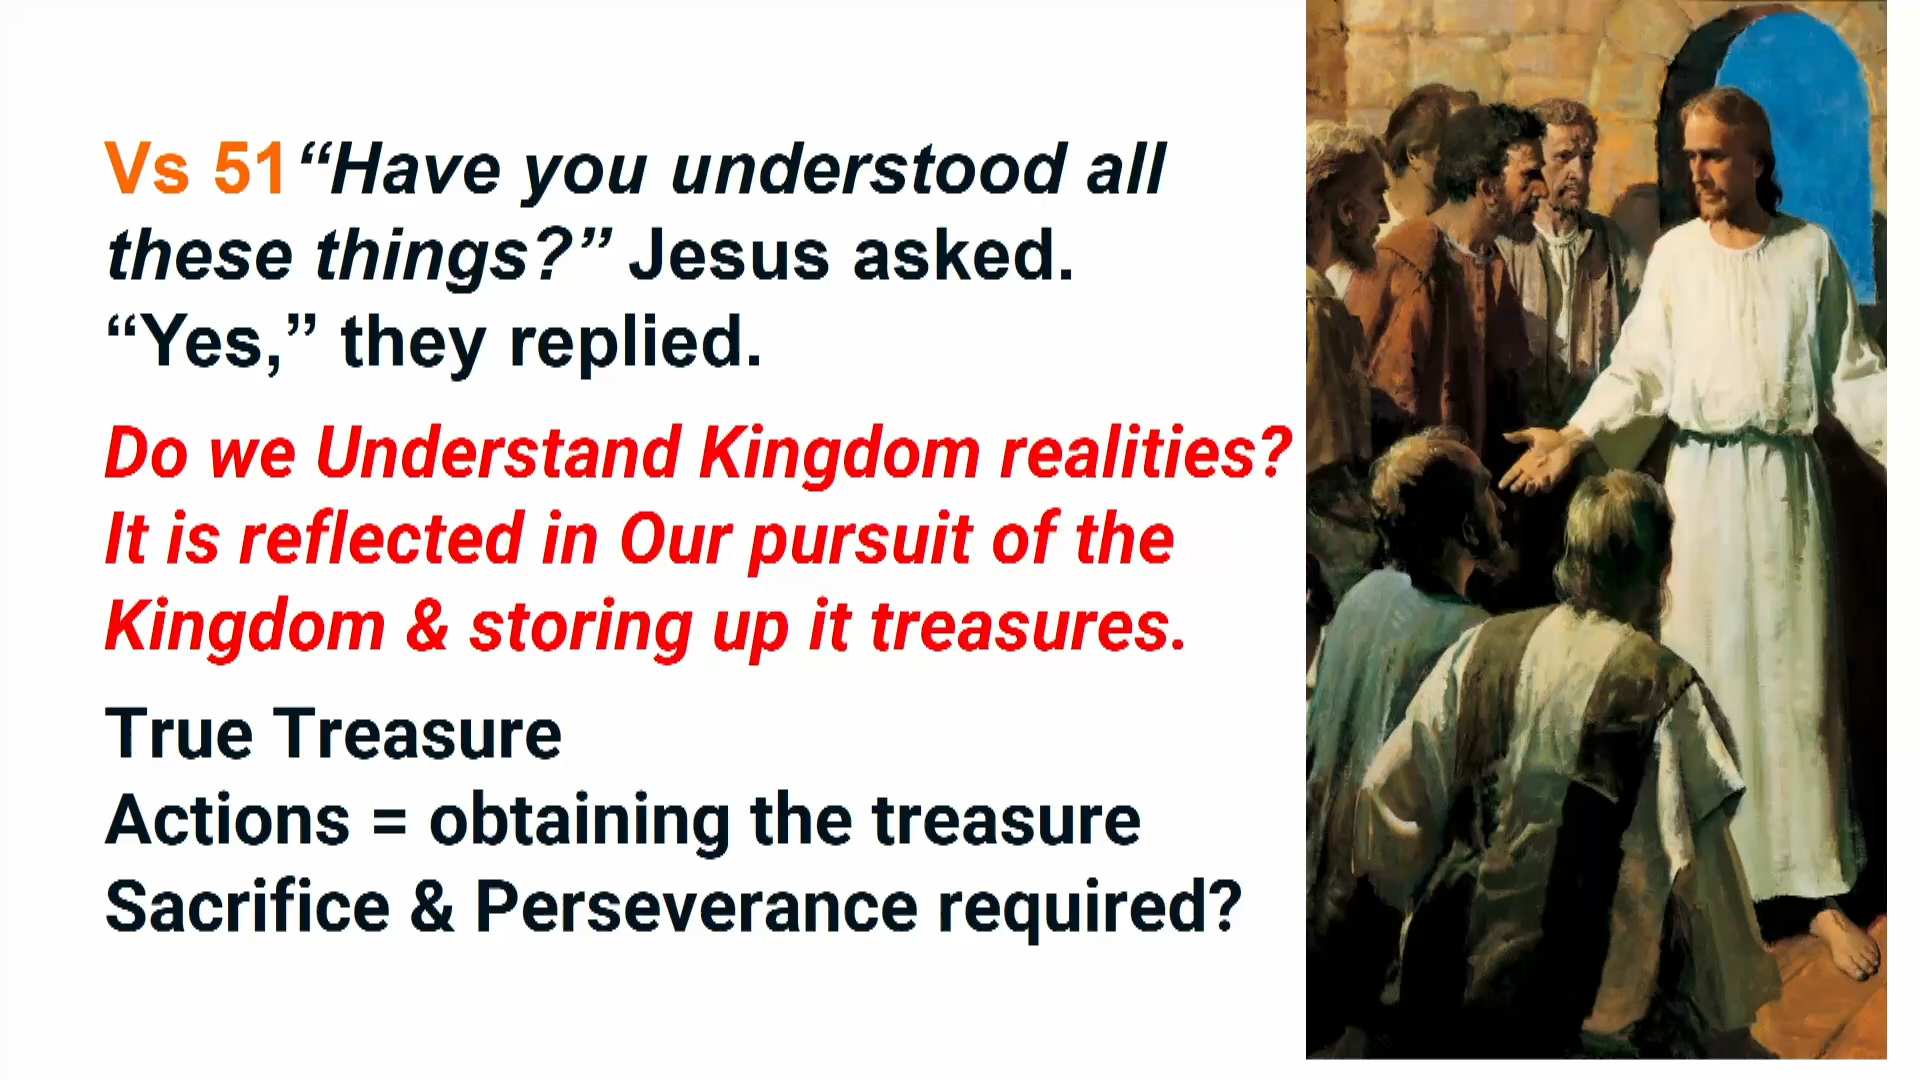 Vs 51 “Have you understood all
these things?” Jesus asked.
“Yes,” they replied.
Do we Understand Kingdom realities?
It is reflected in Our pursuit of the
Kingdom & storing up it treasures.
True Treasure
Actions = obtaining the treasure
Sacrifice & Perseverance required?